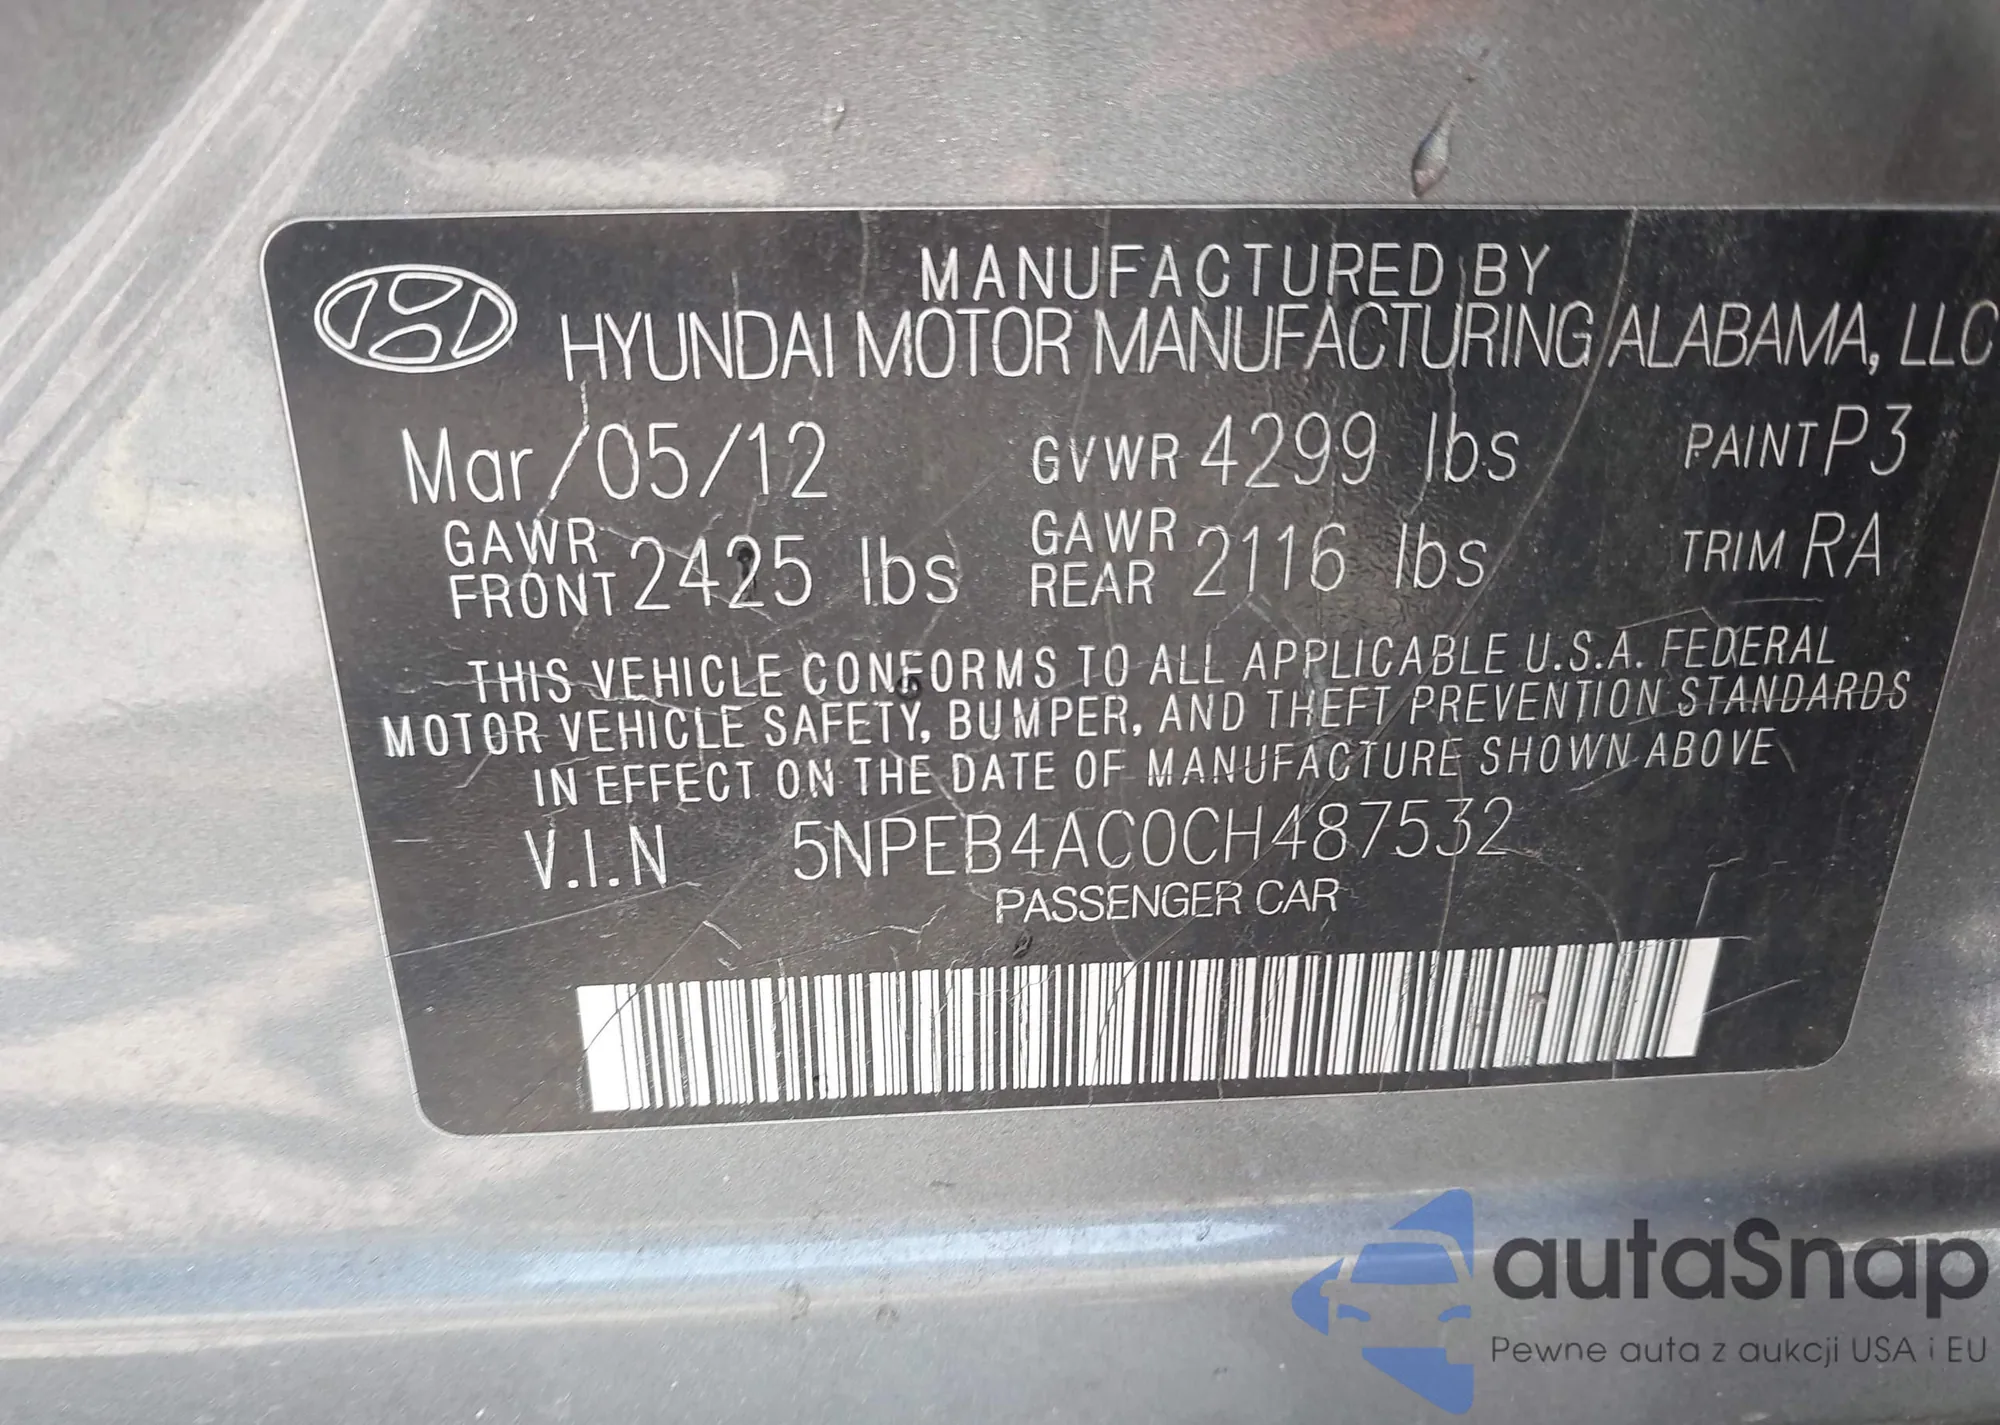 MANUFACTURED BY
HYUNDAI MOTOR MANUFACTURING ALABAMA, LLC
Mar/05/12 GVWR 4299 lbs PAINT P3
GAWR FRONT 2425 lbs GAWR REAR 2116 lbs TRIM RA
THIS VEHICLE CONFORMS TO ALL APPLICABLE U.S.A. FEDERAL
MOTOR VEHICLE SAFETY, BUMPER, AND THEFT PREVENTION STANDARDS
IN EFFECT ON THE DATE OF MANUFACTURE SHOWN ABOVE
V.I.N 5NPEB4AC0CH487532
PASSENGER CAR
autaSnap
Pewne auta z aukcji USA i EU